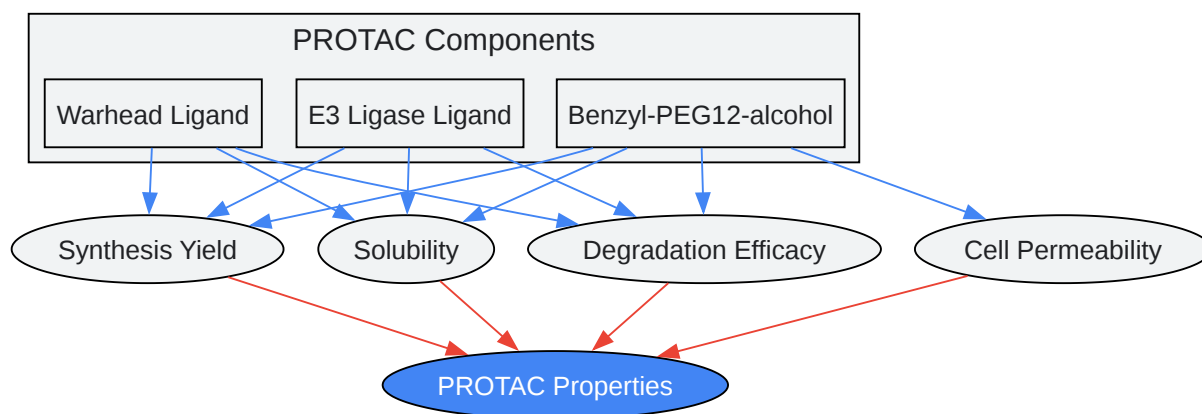 PROTAC Components
Warhead Ligand
E3 Ligase Ligand
Benzyl-PEG12-alcohol
Synthesis Yield
Solubility
Degradation Efficacy
Cell Permeability
PROTAC Properties